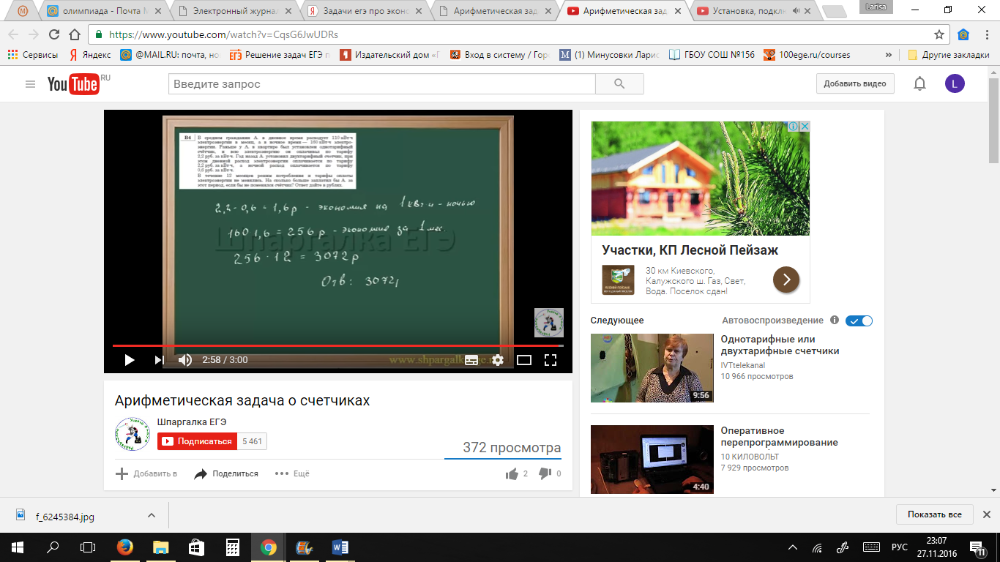 олимпиада - Почта М
Электронный журнал
Задачи егэ про эконо
Арифметическая зад
Арифметическая зад
Установка, подкл
Larisa
https://www.youtube.com/watch?v=CqsG6JwUDRs
Сервисы
Яндекс
@MAIL.RU: почта, но
Решение задач ЕГЭ п
Издательский дом «Г
Вход в систему / Гор
(1) Минусовки Ларис
ГБОУ СОШ №156
100ege.ru/courses
»
Другие закладки
YouTube RU
Введите запрос
Добавить видео
L
B4
В среднем гражданин А. в дневное время расходует 110 кВт·ч
электроэнергии в месяц, а в ночное время — 160 кВт·ч электро-
энергии. Раньше у А. в квартире был установлен однотарифный
счётчик, и всю электроэнергию он оплачивал по тарифу
2,2 руб. за кВт·ч. Год назад А. установил двухтарифный счетчик, при
этом дневной расход электроэнергии оплачивается по тарифу
2,2 руб. за кВт·ч, а ночной расход оплачивается по тарифу
0,6 руб. за кВт·ч.
В течение 12 месяцев режим потребления и тарифы оплаты
электроэнергии не менялись. На сколько больше заплатил бы А. за
этот период, если бы не поменялся счётчик? Ответ дайте в рублях.
2,2-0,6 = 1,6 р - экономия на 1 кВт ч - ночью
160 1,6 = 256 р - экономия за 1 мес.
Шпаргалка ЕГЭ
256 · 12 = 3072 р
Отв: 3072
2:58 / 3:00
Арифметическая задача о счетчиках
Шпаргалка ЕГЭ
Подписаться
5 461
372 просмотра
Добавить в
Поделиться
Ещё
2
0
Участки, КП Лесной Пейзаж
30 км Киевского,
Калужского ш. Газ, Свет,
Вода. Поселок сдан!
Следующее
Автовоспроизведение
Однотарифные или
двухтарифные счетчики
IVTtelekanal
10 966 просмотров
9:56
Оперативное
перепрограммирование
10 КИЛОВОЛЬТ
7 929 просмотров
4:40
f_6245384.jpg
Показать все
РУС
23:07
27.11.2016
11